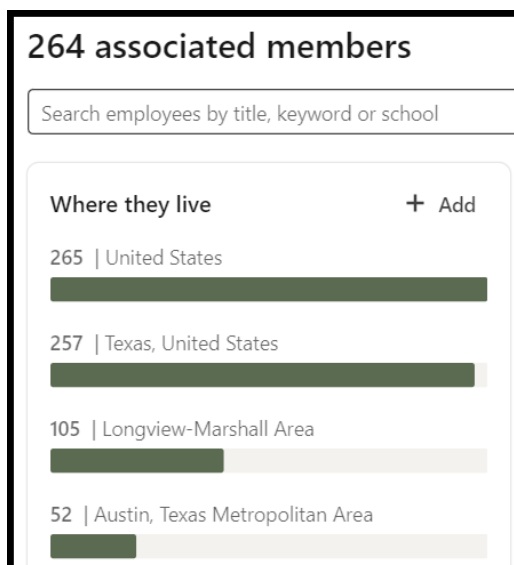 264 associated members
Search employees by title, keyword or school
Where they live
+ Add
265 | United States
257 | Texas, United States
105 | Longview-Marshall Area
52 | Austin, Texas Metropolitan Area